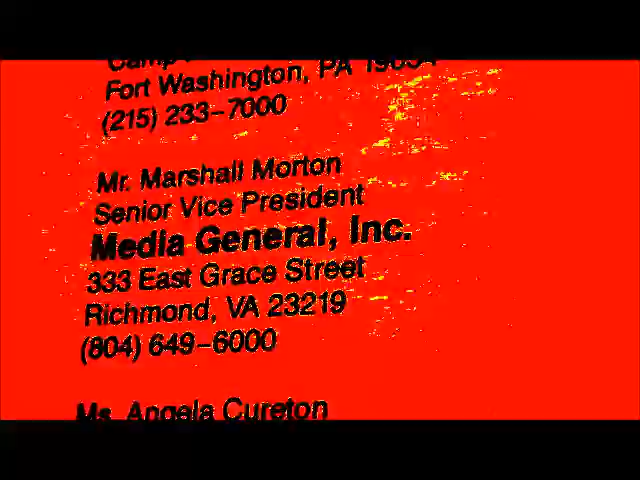 Fort Washington, PA
(215) 233-7000
Mr. Marshall Morton
Senior Vice President
Media General, Inc.
333 East Grace Street
Richmond, VA 23219
(804) 649-6000
Ms. Angela Cureton